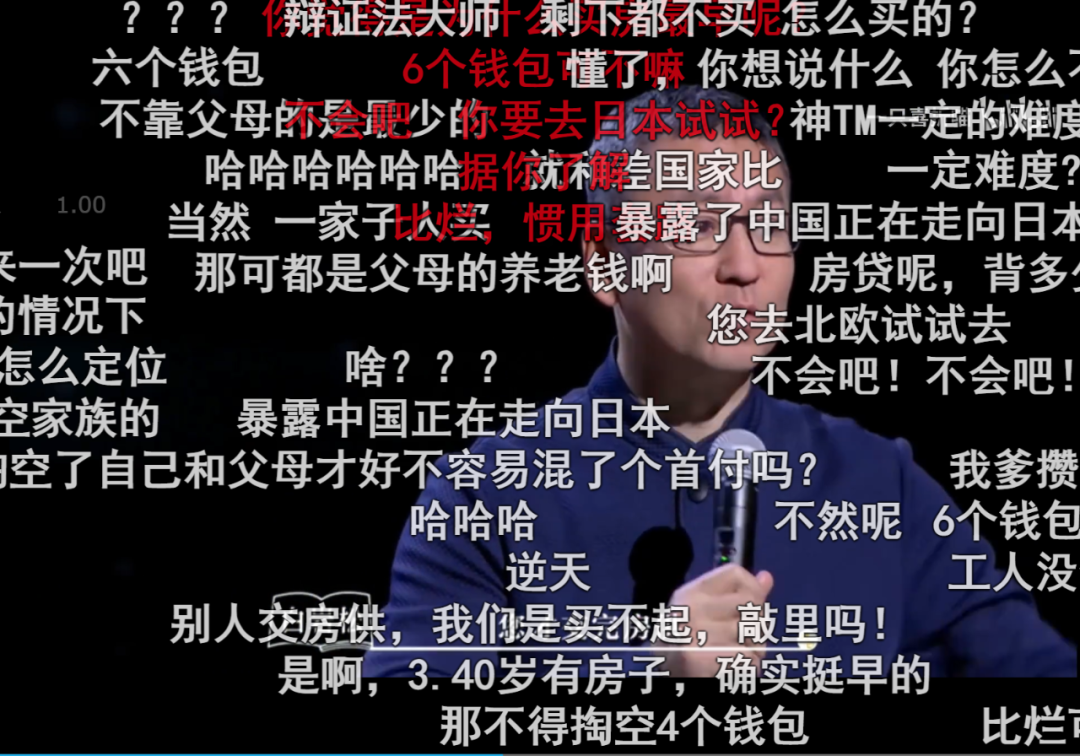 ？？？ 辩证法大师 剩下都不买 怎么买的？
六个钱包 6个钱包 懂了，你想说什么 你怎么不
不靠父母的是最少的 你要去日本试试？ 神TM一定的难度
不会吧
哈哈哈哈哈哈 据你了解 差国家比 一定难度？
1.00 当然 一家子人买 比烂，惯用 暴露了中国正在走向日本
来一次吧 那可都是父母的养老钱啊 房贷呢，背多少
的情况下 您去北欧试试去
怎么定位 啥？？？ 不会吧！不会吧！
空家族的 暴露中国正在走向日本
掏空了自己和父母才好不容易混了个首付吗？ 我爹攒
哈哈哈 不然呢 6个钱包
逆天 工人没
别人交房供，我们是买不起，敲里吗！
是啊，3.40岁有房子，确实挺早的
那不得掏空4个钱包 比烂可